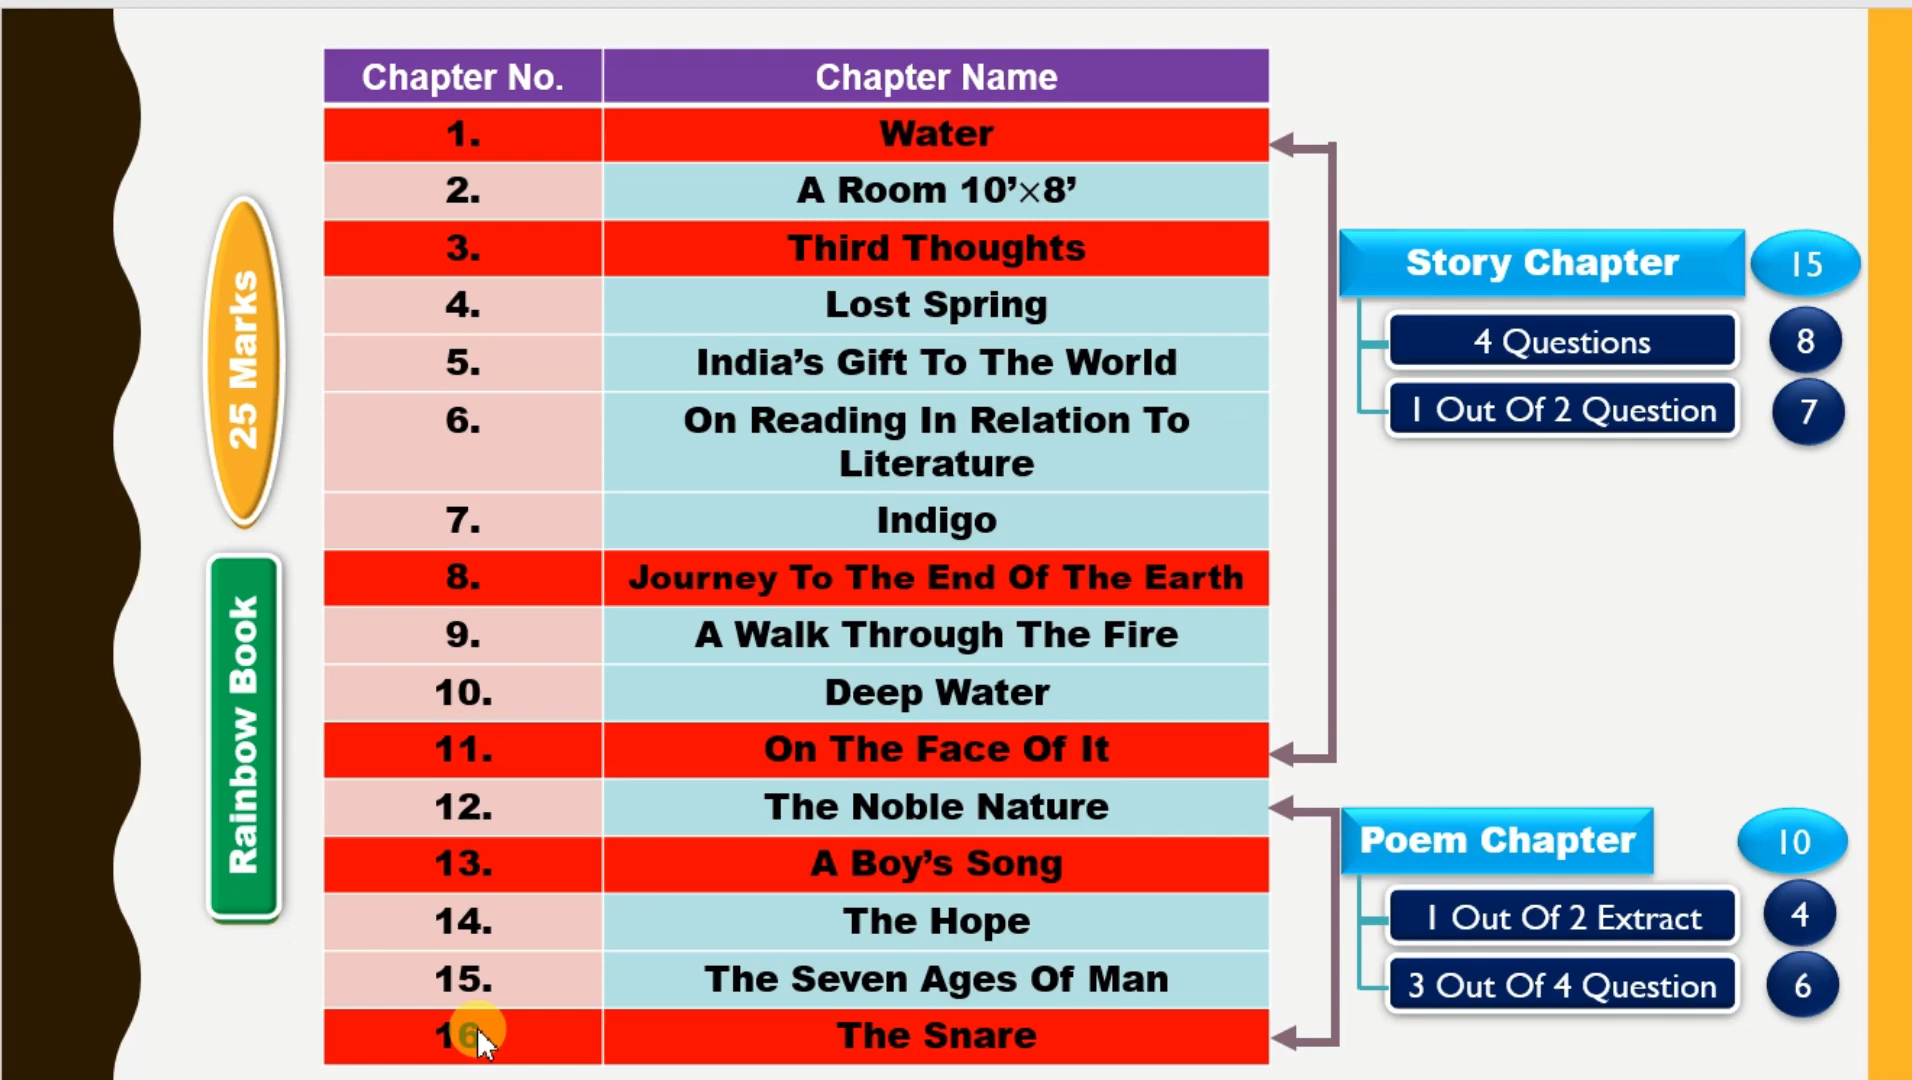 25 Marks
Rainbow Book
Chapter No. Chapter Name
1. Water
2. A Room 10’×8’
3. Third Thoughts
4. Lost Spring
5. India’s Gift To The World
6. On Reading In Relation To
Literature
7. Indigo
8. Journey To The End Of The Earth
9. A Walk Through The Fire
10. Deep Water
11. On The Face Of It
12. The Noble Nature
13. A Boy’s Song
14. The Hope
15. The Seven Ages Of Man
16 The Snare
Story Chapter 15
4 Questions 8
1 Out Of 2 Question 7
Poem Chapter 10
1 Out Of 2 Extract 4
3 Out Of 4 Question 6